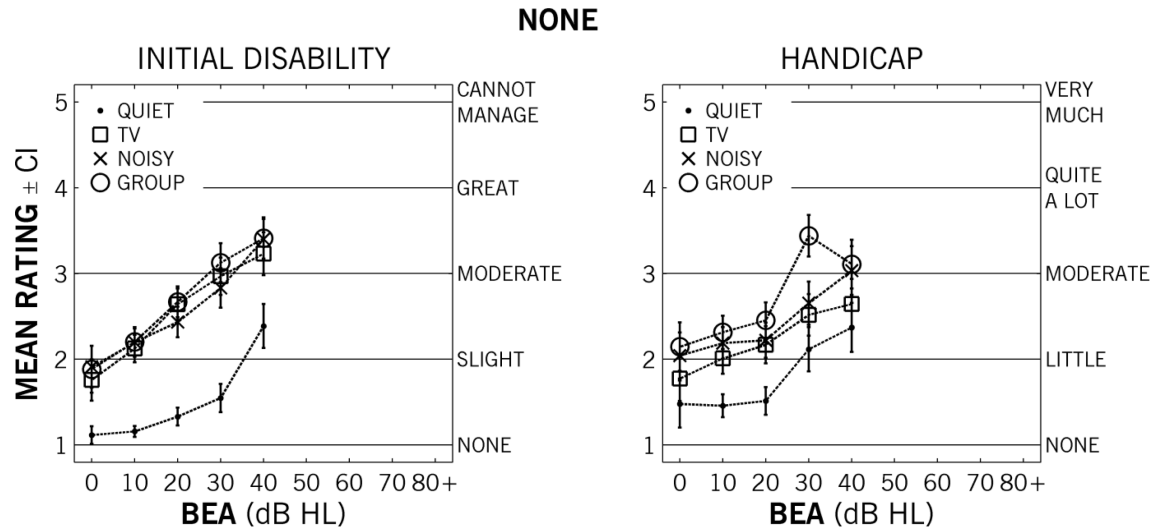 NONE
INITIAL DISABILITY
MEAN RATING ± CI
5
4
3
2
1
QUIET
TV
NOISY
GROUP
CANNOT
MANAGE
GREAT
MODERATE
SLIGHT
NONE
0 10 20 30 40 50 60 70 80+
BEA (dB HL)
HANDICAP
5
4
3
2
1
QUIET
TV
NOISY
GROUP
VERY
MUCH
QUITE
A LOT
MODERATE
LITTLE
NONE
0 10 20 30 40 50 60 70 80+
BEA (dB HL)